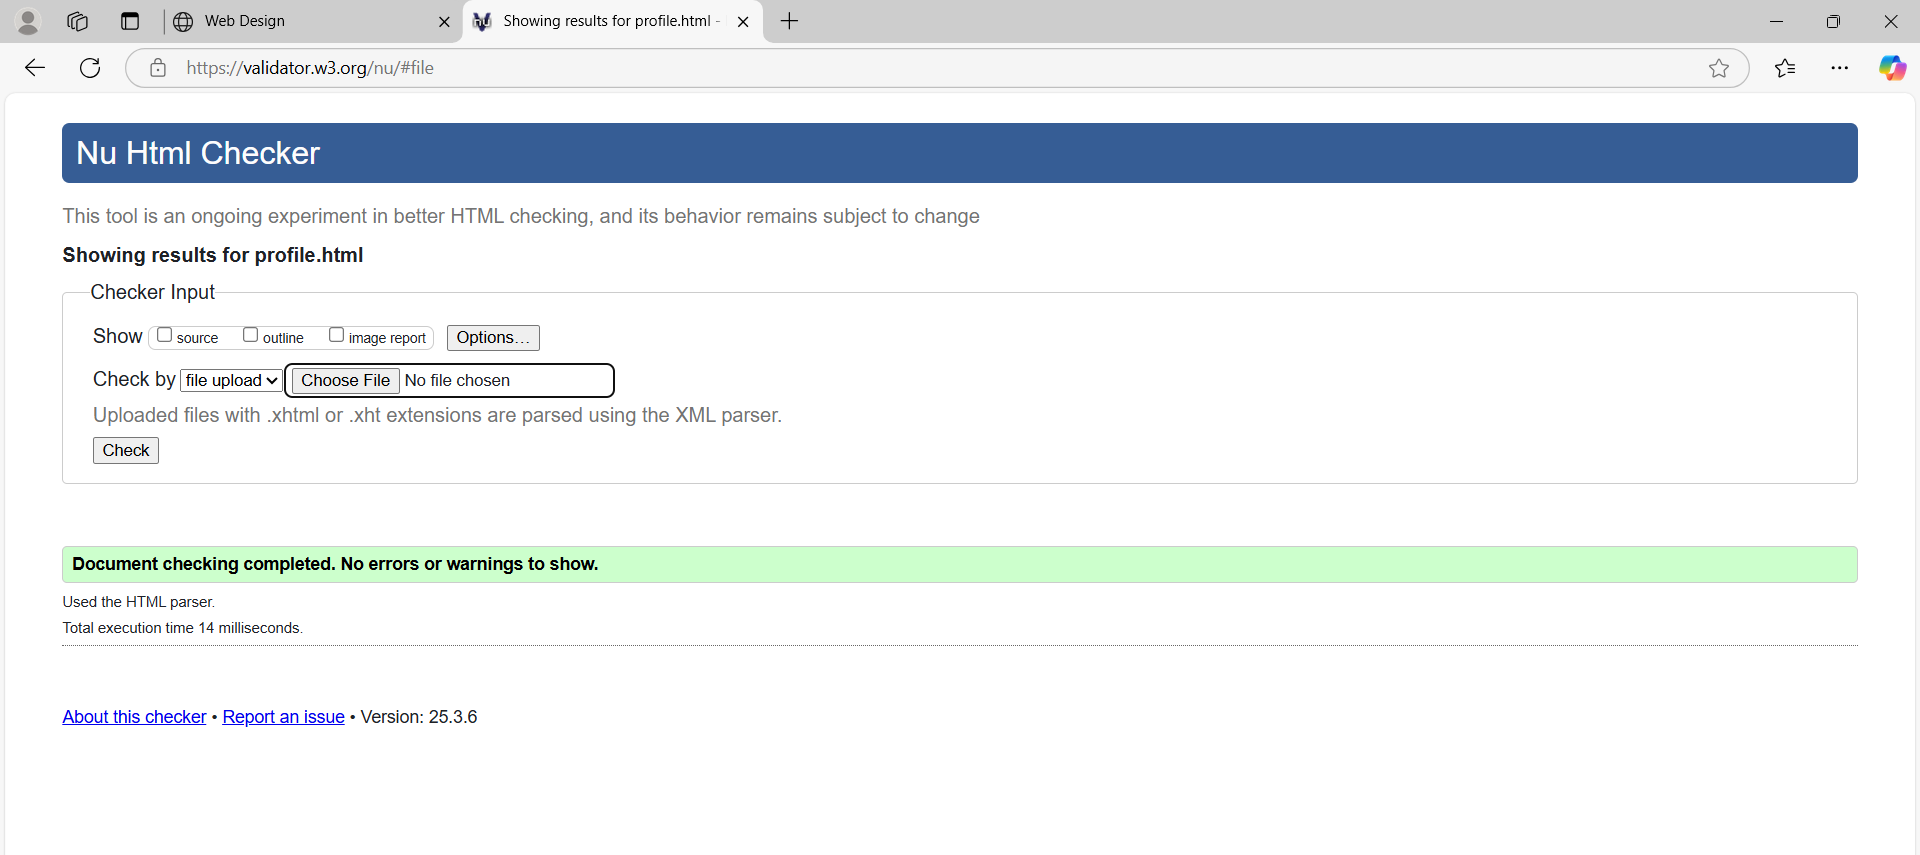 Web Design
Showing results for profile.html -
https://validator.w3.org/nu/#file
Nu Html Checker
This tool is an ongoing experiment in better HTML checking, and its behavior remains subject to change
Showing results for profile.html
Checker Input
Show source outline image report Options...
Check by file upload Choose File No file chosen
Uploaded files with .xhtml or .xht extensions are parsed using the XML parser.
Check
Document checking completed. No errors or warnings to show.
Used the HTML parser.
Total execution time 14 milliseconds.
About this checker • Report an issue • Version: 25.3.6